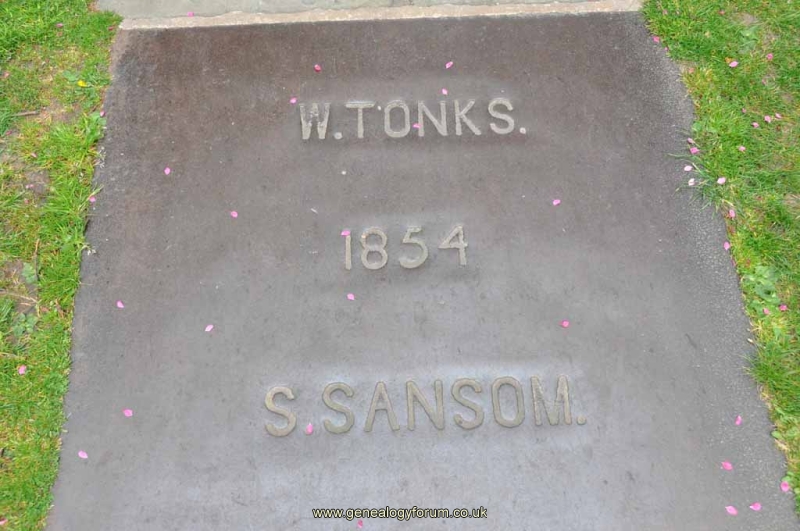 W. TONKS.
1854
S. SANSOM.
www.genealogyforum.co.uk